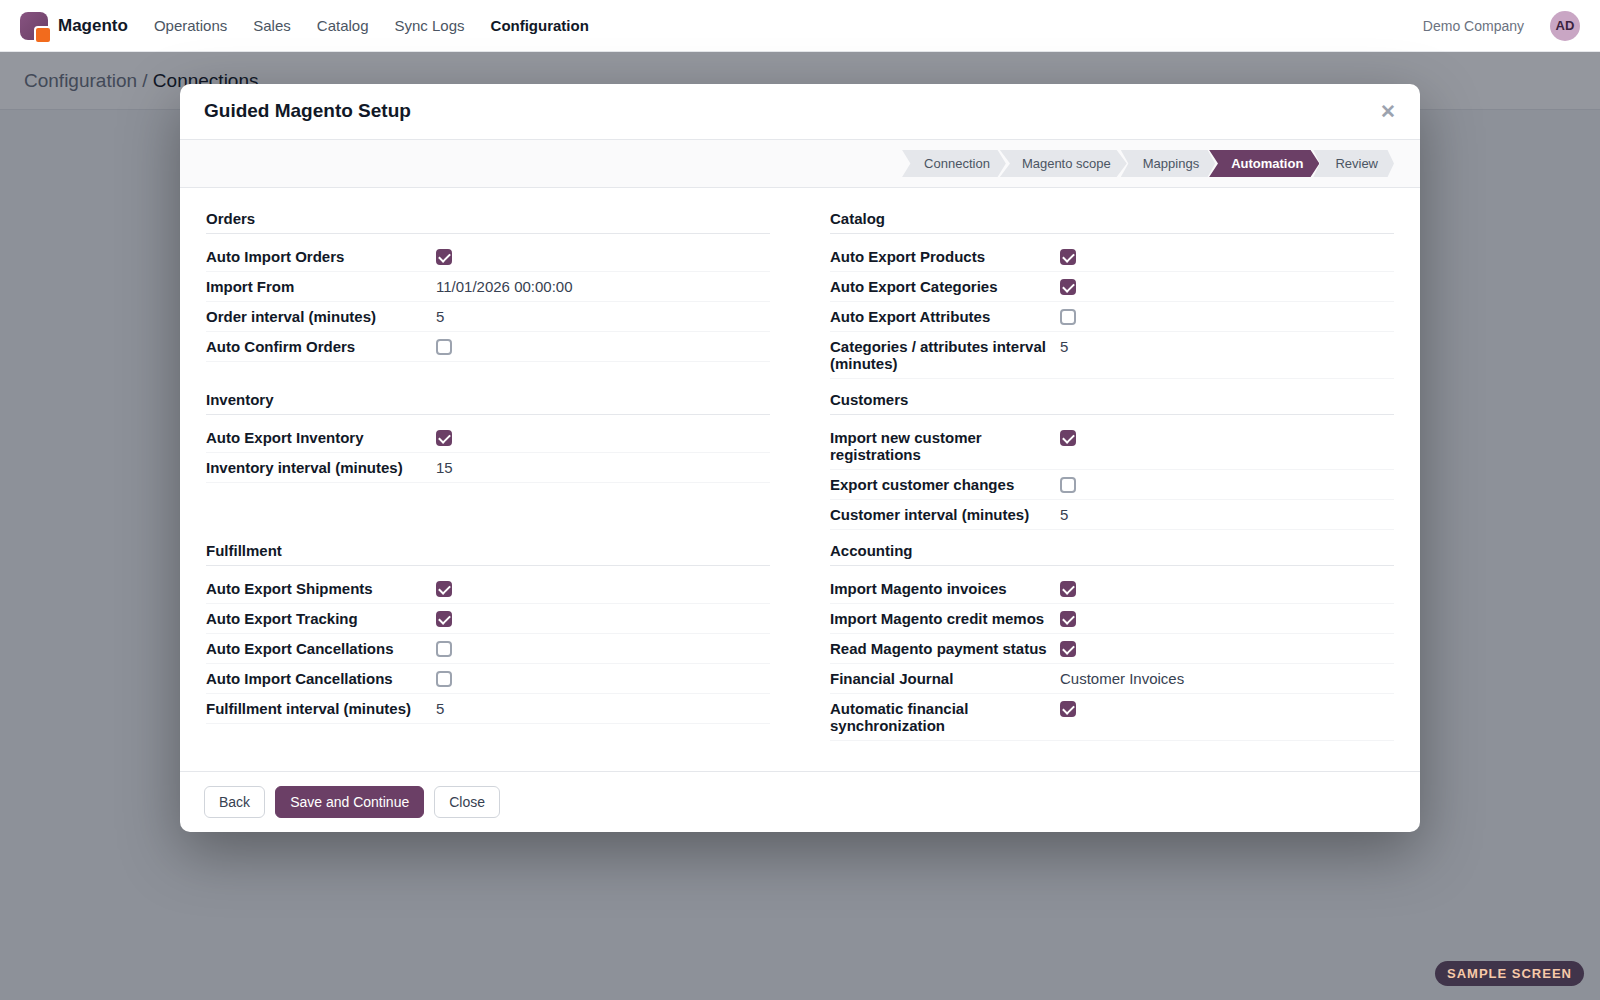 Magento
Operations
Sales
Catalog
Sync Logs
Configuration
Demo Company
AD
Configuration / Connections
Guided Magento Setup
Connection
Magento scope
Mappings
Automation
Review
Orders
Auto Import Orders
Import From 11/01/2026 00:00:00
Order interval (minutes) 5
Auto Confirm Orders
Catalog
Auto Export Products
Auto Export Categories
Auto Export Attributes
Categories / attributes interval 5
(minutes)
Inventory
Auto Export Inventory
Inventory interval (minutes) 15
Customers
Import new customer
registrations
Export customer changes
Customer interval (minutes) 5
Fulfillment
Auto Export Shipments
Auto Export Tracking
Auto Export Cancellations
Auto Import Cancellations
Fulfillment interval (minutes) 5
Accounting
Import Magento invoices
Import Magento credit memos
Read Magento payment status
Financial Journal Customer Invoices
Automatic financial
synchronization
Back
Save and Continue
Close
SAMPLE SCREEN